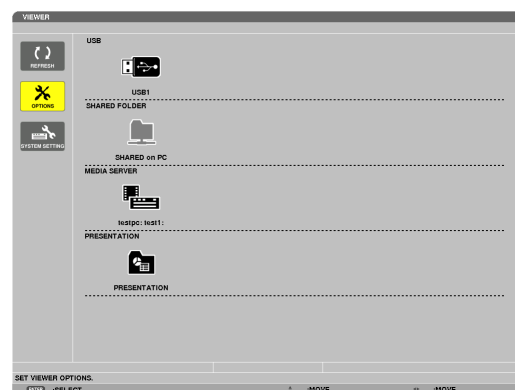 VIEWER
REFRESH
OPTIONS
SYSTEM SETTING
USB
USB1
SHARED FOLDER
SHARED on PC
MEDIA SERVER
testpc: test1:
PRESENTATION
PRESENTATION
SET VIEWER OPTIONS.
ENTER :SELECT :MOVE :MOVE